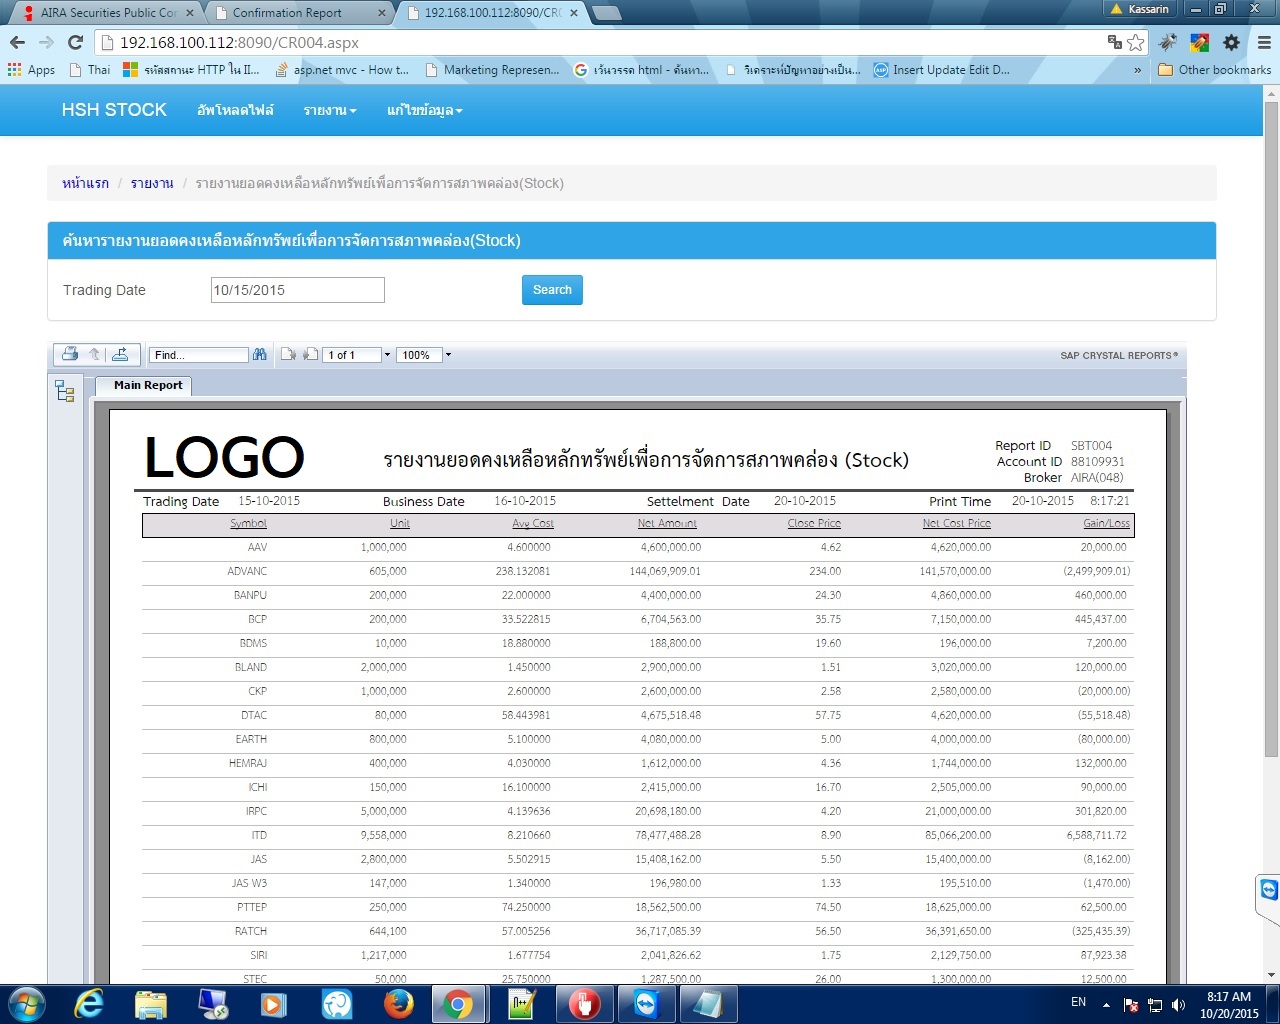 AIRA Securities Public Cor
Confirmation Report
192.168.100.112:8090/CR0
Kassarin
192.168.100.112:8090/CR004.aspx
Apps
Thai
รหัสสถานะ HTTP ใน II...
asp.net mvc - How t...
Marketing Represen...
เว้นวรรค html - ค้นหา...
วิเคราะห์ปัญหาอย่างเป็น...
Insert Update Edit D...
»
Other bookmarks
HSH STOCK อัพโหลดไฟล์ รายงาน แก้ไขข้อมูล
หน้าแรก / รายงาน / รายงานยอดคงเหลือหลักทรัพย์เพื่อการจัดการสภาพคล่อง(Stock)
ค้นหารายงานยอดคงเหลือหลักทรัพย์เพื่อการจัดการสภาพคล่อง(Stock)
Trading Date 10/15/2015 Search
Find... 1 of 1 100% SAP CRYSTAL REPORTS®
Main Report
LOGO
รายงานยอดคงเหลือหลักทรัพย์เพื่อการจัดการสภาพคล่อง (Stock)
Report ID SBT004
Account ID 88109931
Broker AIRA(048)
Trading Date 15-10-2015 Business Date 16-10-2015 Settelment Date 20-10-2015 Print Time 20-10-2015 8:17:21
Symbol Unit Avg Cost Net Amount Close Price Net Cost Price Gain/Loss
AAV 1,000,000 4.600000 4,600,000.00 4.62 4,620,000.00 20,000.00
ADVANC 605,000 238.132081 144,069,909.01 234.00 141,570,000.00 (2,499,909.01)
BANPU 200,000 22.000000 4,400,000.00 24.30 4,860,000.00 460,000.00
BCP 200,000 33.522815 6,704,563.00 35.75 7,150,000.00 445,437.00
BDMS 10,000 18.880000 188,800.00 19.60 196,000.00 7,200.00
BLAND 2,000,000 1.450000 2,900,000.00 1.51 3,020,000.00 120,000.00
CKP 1,000,000 2.600000 2,600,000.00 2.58 2,580,000.00 (20,000.00)
DTAC 80,000 58.443981 4,675,518.48 57.75 4,620,000.00 (55,518.48)
EARTH 800,000 5.100000 4,080,000.00 5.00 4,000,000.00 (80,000.00)
HEMRAJ 400,000 4.030000 1,612,000.00 4.36 1,744,000.00 132,000.00
ICHI 150,000 16.100000 2,415,000.00 16.70 2,505,000.00 90,000.00
IRPC 5,000,000 4.139636 20,698,180.00 4.20 21,000,000.00 301,820.00
ITD 9,558,000 8.210660 78,477,488.28 8.90 85,066,200.00 6,588,711.72
JAS 2,800,000 5.502915 15,408,162.00 5.50 15,400,000.00 (8,162.00)
JAS W3 147,000 1.340000 196,980.00 1.33 195,510.00 (1,470.00)
PTTEP 250,000 74.250000 18,562,500.00 74.50 18,625,000.00 62,500.00
RATCH 644,100 57.005256 36,717,085.39 56.50 36,391,650.00 (325,435.39)
SIRI 1,217,000 1.677754 2,041,826.62 1.75 2,129,750.00 87,923.38
STEC 50,000 25.750000 1,287,500.00 26.00 1,300,000.00 12,500.00
EN
8:17 AM
10/20/2015